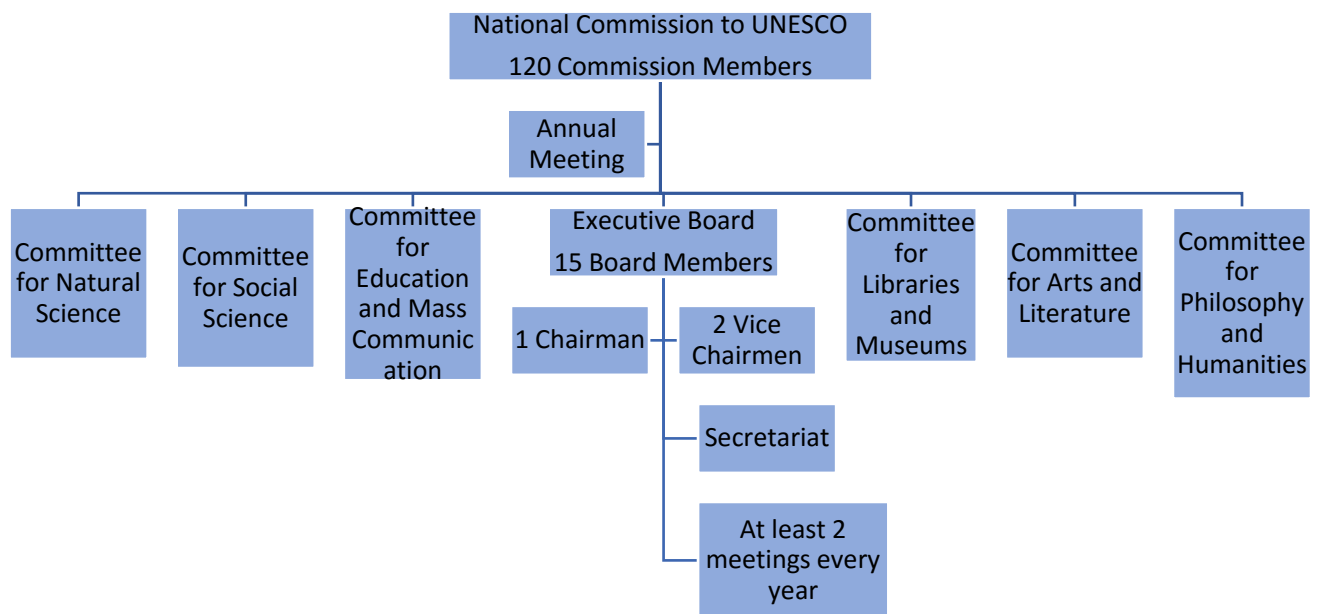 National Commission to UNESCO
120 Commission Members
Annual
Meeting
Committee
for Natural
Science
Committee
for Social
Science
Committee
for
Education
and Mass
Communic
ation
Executive Board
15 Board Members
Committee
for
Libraries
and
Museums
Committee
for Arts and
Literature
Committee
for
Philosophy
and
Humanities
1 Chairman
2 Vice
Chairmen
Secretariat
At least 2
meetings every
year